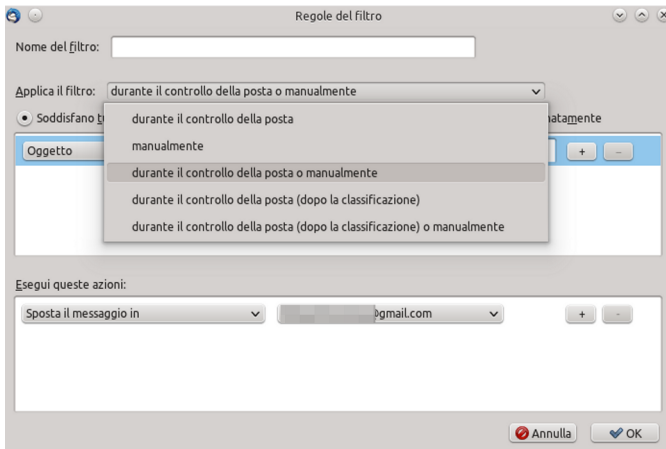 Regole del filtro
Nome del filtro:
Applica il filtro: durante il controllo della posta o manualmente
Soddisfano
durante il controllo della posta
manualmente
durante il controllo della posta o manualmente
durante il controllo della posta (dopo la classificazione)
durante il controllo della posta (dopo la classificazione) o manualmente
Oggetto
+ –
Esegui queste azioni:
Sposta il messaggio in @gmail.com + -
Annulla OK